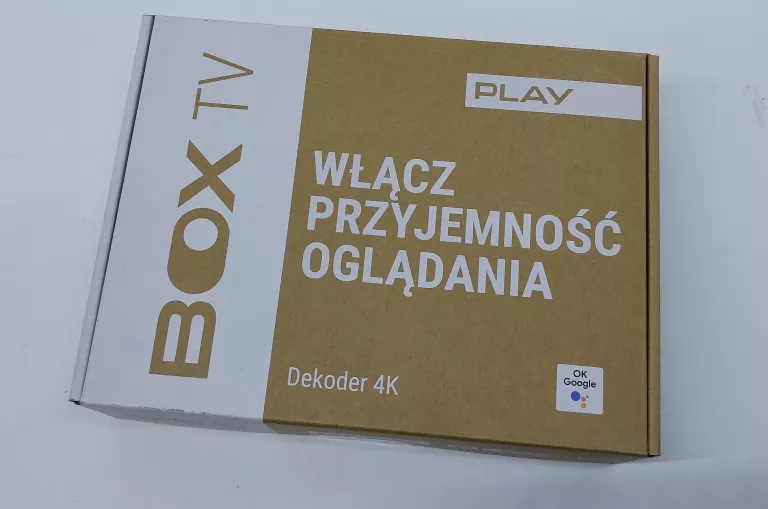 BOX TV
PLAY
WŁĄCZ
PRZYJEMNOŚĆ
OGLĄDANIA
Dekoder 4K
OK
Google